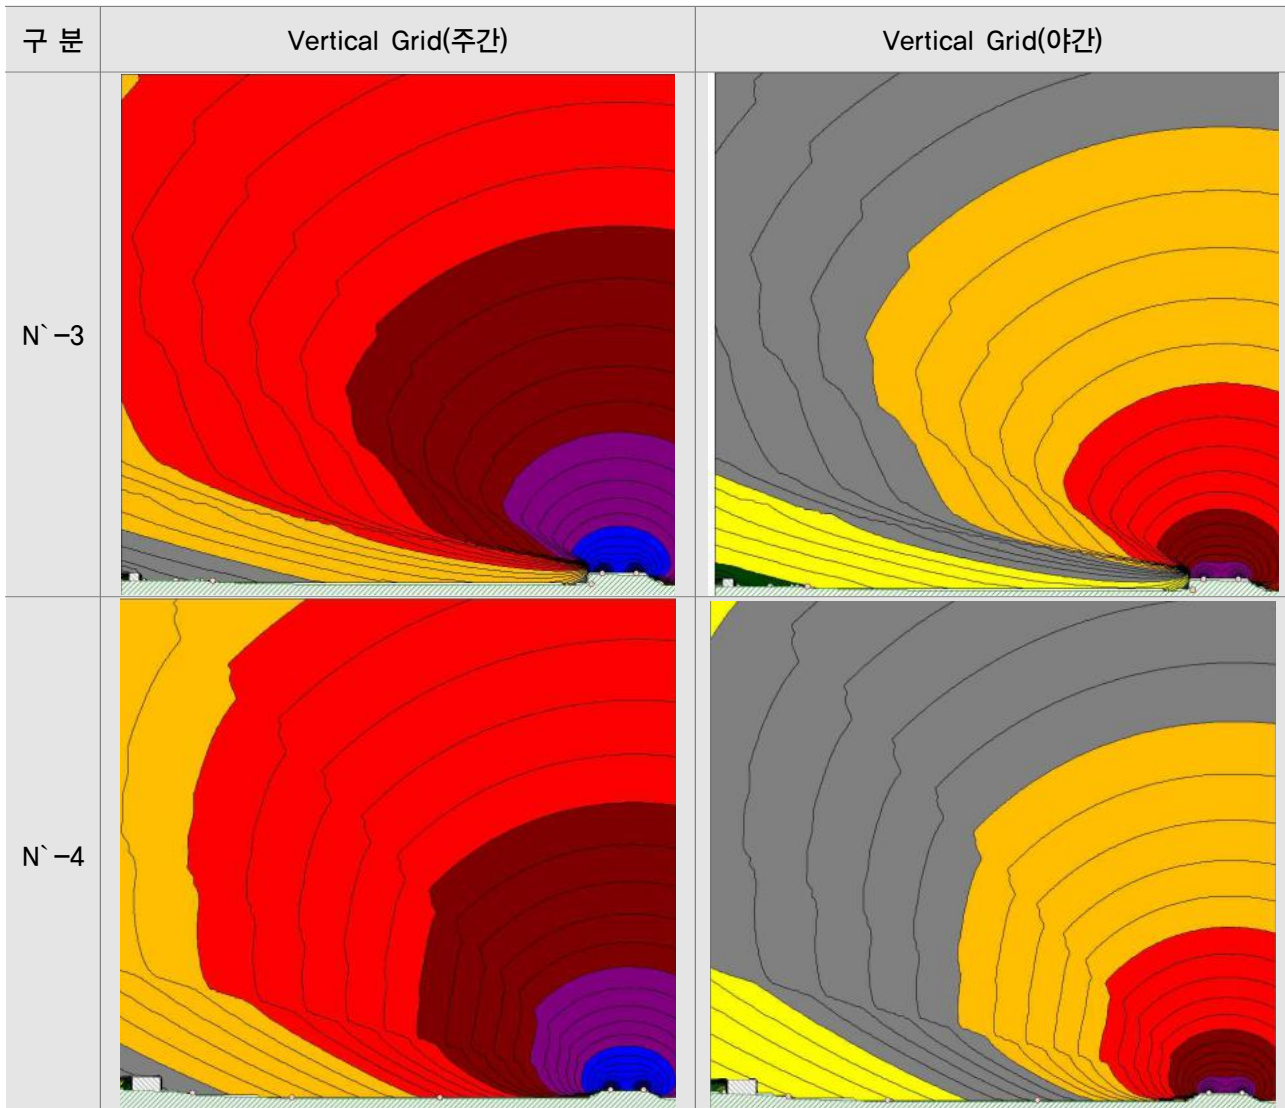 구 분 Vertical Grid(주간) Vertical Grid(야간)
N`-3
N`-4